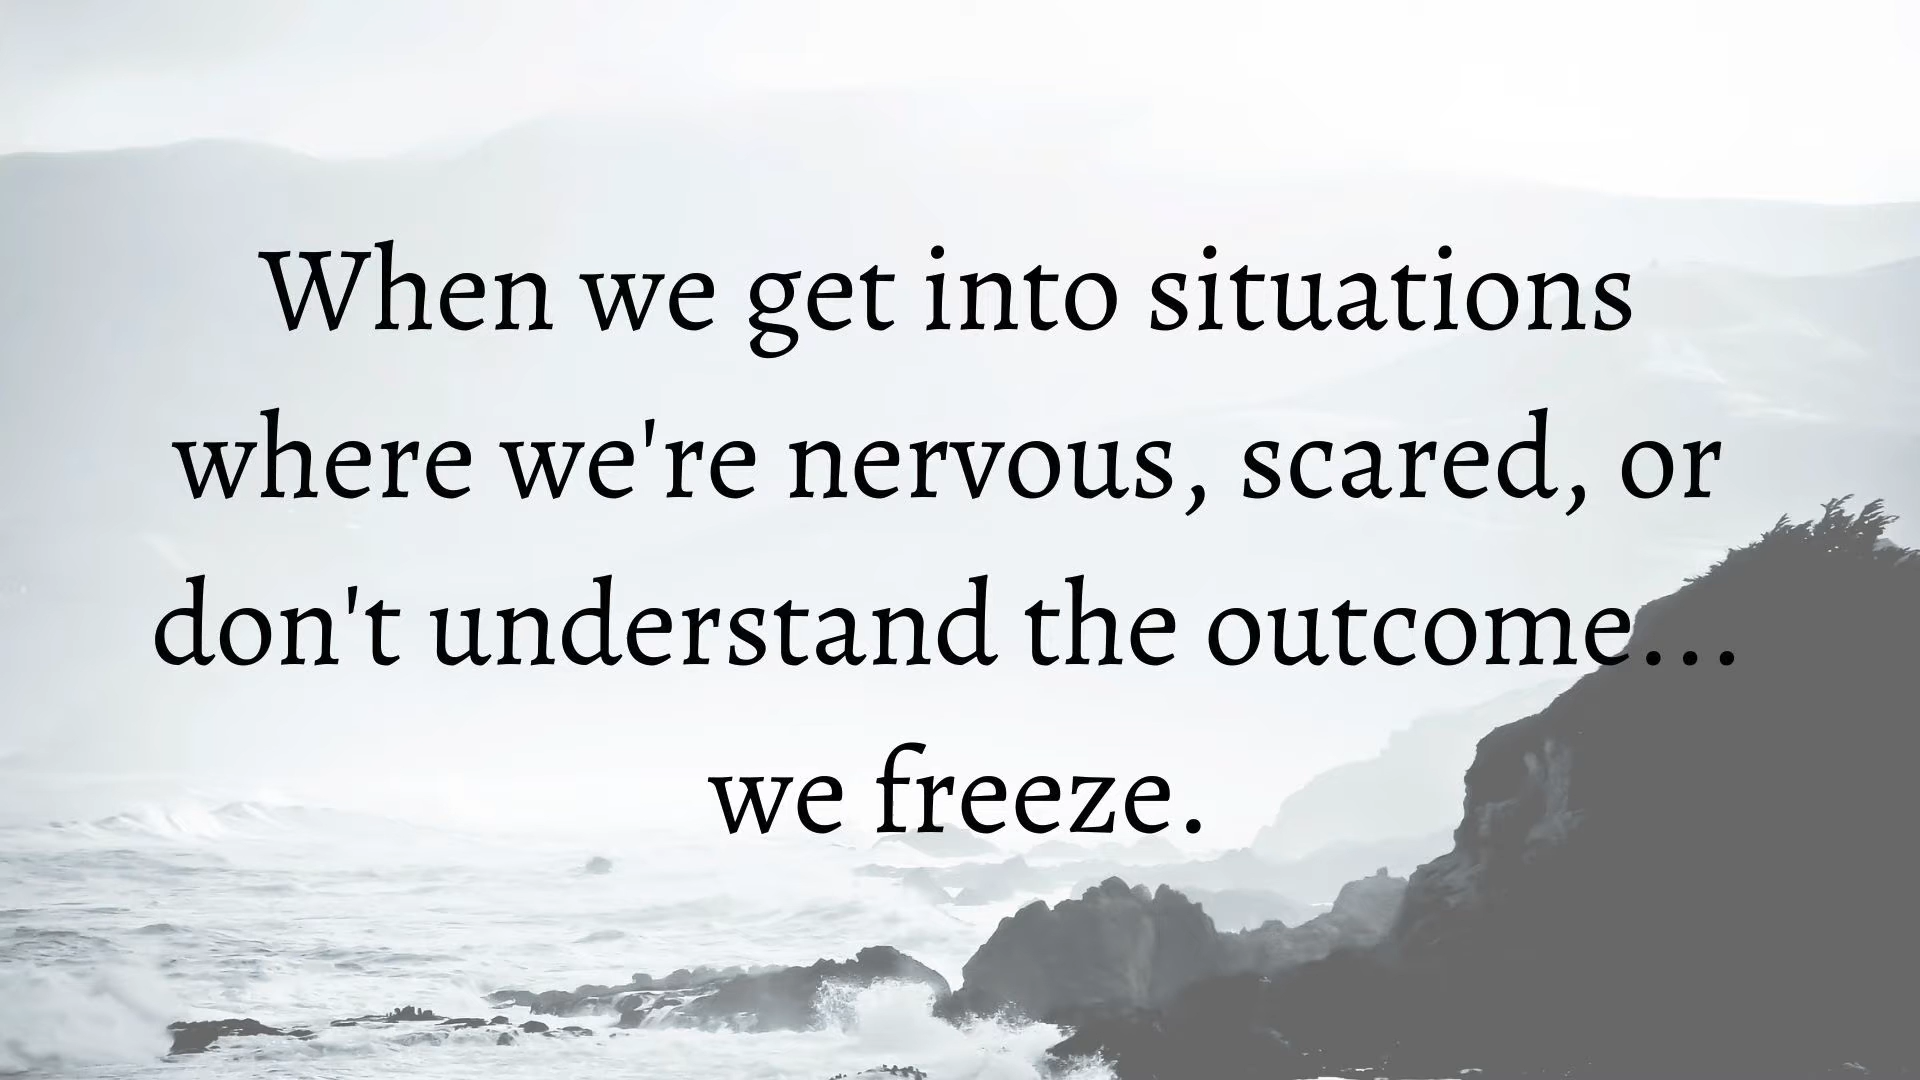 When we get into situations
where we're nervous, scared, or
don't understand the outcome...
we freeze.